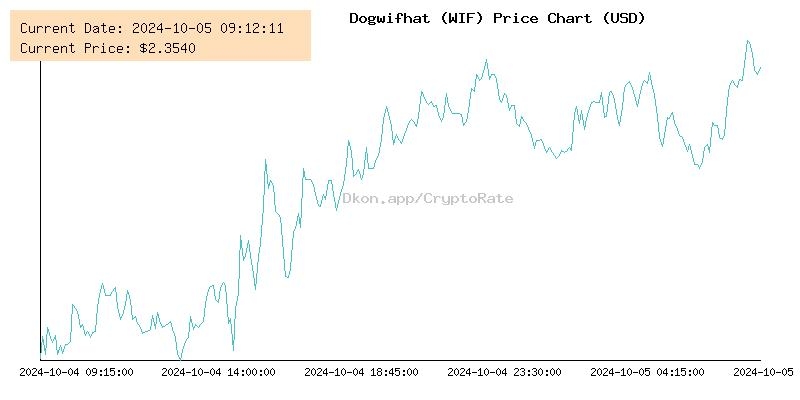 Dogwifhat (WIF) Price Chart (USD)
Current Date: 2024-10-05 09:12:11
Current Price: $2.3540
Dkon.app/CryptoRate
2024-10-04 09:15:00 2024-10-04 14:00:00 2024-10-04 18:45:00 2024-10-04 23:30:00 2024-10-05 04:15:00 2024-10-05